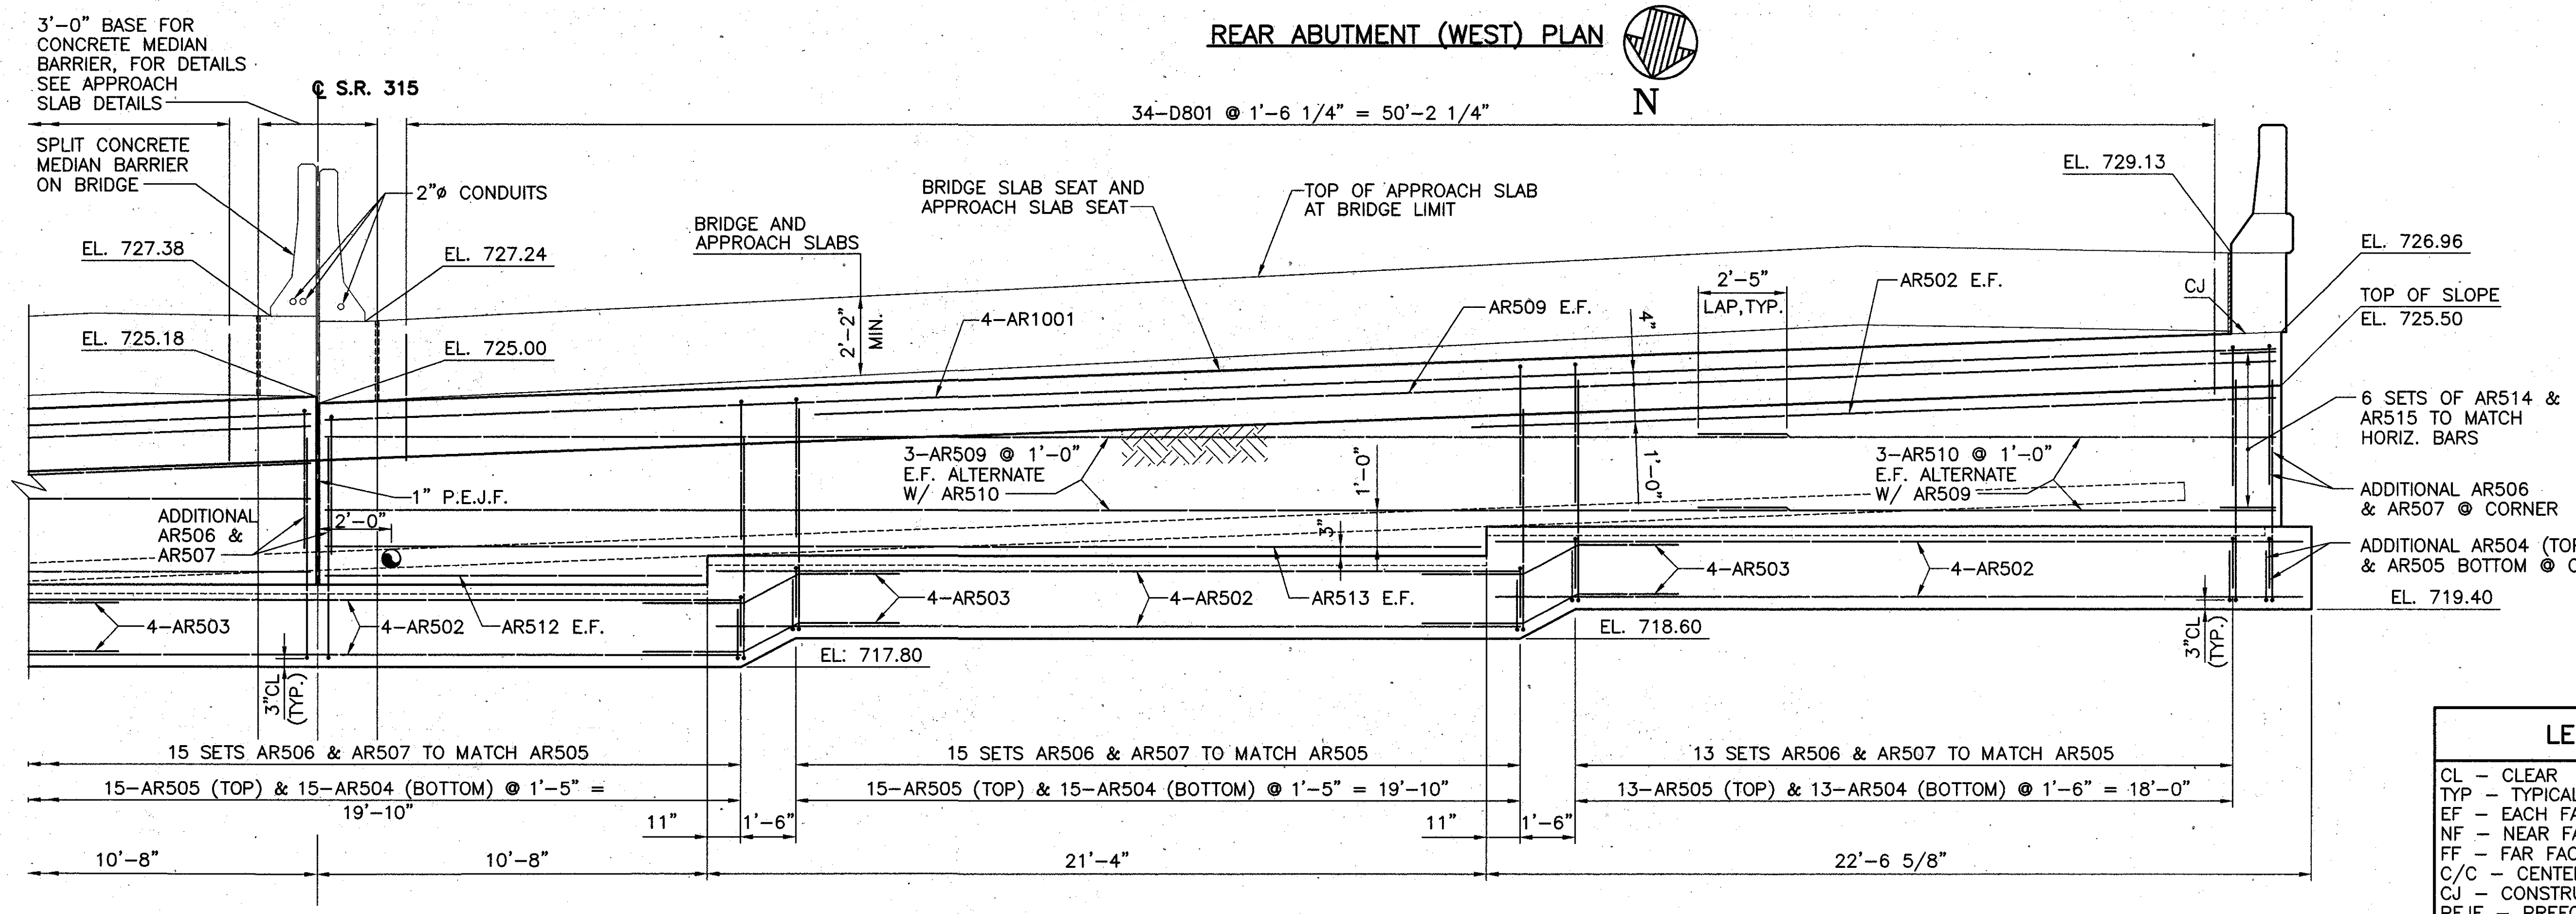 REAR ABUTMENT (WEST) PLAN
N
3'-0" BASE FOR
CONCRETE MEDIAN
BARRIER, FOR DETAILS
SEE APPROACH
SLAB DETAILS
℄ S.R. 315
34-D801 @ 1'-6 1/4" = 50'-2 1/4"
SPLIT CONCRETE
MEDIAN BARRIER
ON BRIDGE
2"ø CONDUITS
BRIDGE SLAB SEAT AND
APPROACH SLAB SEAT
TOP OF APPROACH SLAB
AT BRIDGE LIMIT
EL. 729.13
BRIDGE AND
APPROACH SLABS
EL. 727.38
EL. 727.24
EL. 726.96
2'-5"
LAP,TYP.
AR502 E.F.
CJ
TOP OF SLOPE
EL. 725.50
2'-2"
MIN.
4-AR1001
AR509 E.F.
4"
EL. 725.18
EL. 725.00
6 SETS OF AR514 &
AR515 TO MATCH
HORIZ. BARS
3-AR509 @ 1'-0"
E.F. ALTERNATE
W/ AR510
1'-0"
1'-0"
3-AR510 @ 1'-0"
E.F. ALTERNATE
W/ AR509
1" P.E.J.F.
ADDITIONAL
AR506 &
AR507
2'-0"
3"
ADDITIONAL AR506
& AR507 @ CORNER
ADDITIONAL AR504 (TOP
& AR505 BOTTOM @ C
4-AR503
4-AR502
AR512 E.F.
4-AR503
4-AR502
AR513 E.F.
4-AR503
4-AR502
EL. 719.40
EL. 718.60
EL. 717.80
3"CL
(TYP.)
3"CL
(TYP.)
15 SETS AR506 & AR507 TO MATCH AR505
15 SETS AR506 & AR507 TO MATCH AR505
13 SETS AR506 & AR507 TO MATCH AR505
15-AR505 (TOP) & 15-AR504 (BOTTOM) @ 1'-5" =
19'-10"
15-AR505 (TOP) & 15-AR504 (BOTTOM) @ 1'-5" = 19'-10"
13-AR505 (TOP) & 13-AR504 (BOTTOM) @ 1'-6" = 18'-0"
11"
1'-6"
11"
1'-6"
10'-8"
10'-8"
21'-4"
22'-6 5/8"
LE
CL - CLEAR
TYP - TYPICAL
EF - EACH FA
NF - NEAR FA
FF - FAR FAC
C/C - CENTE
CJ - CONSTRU